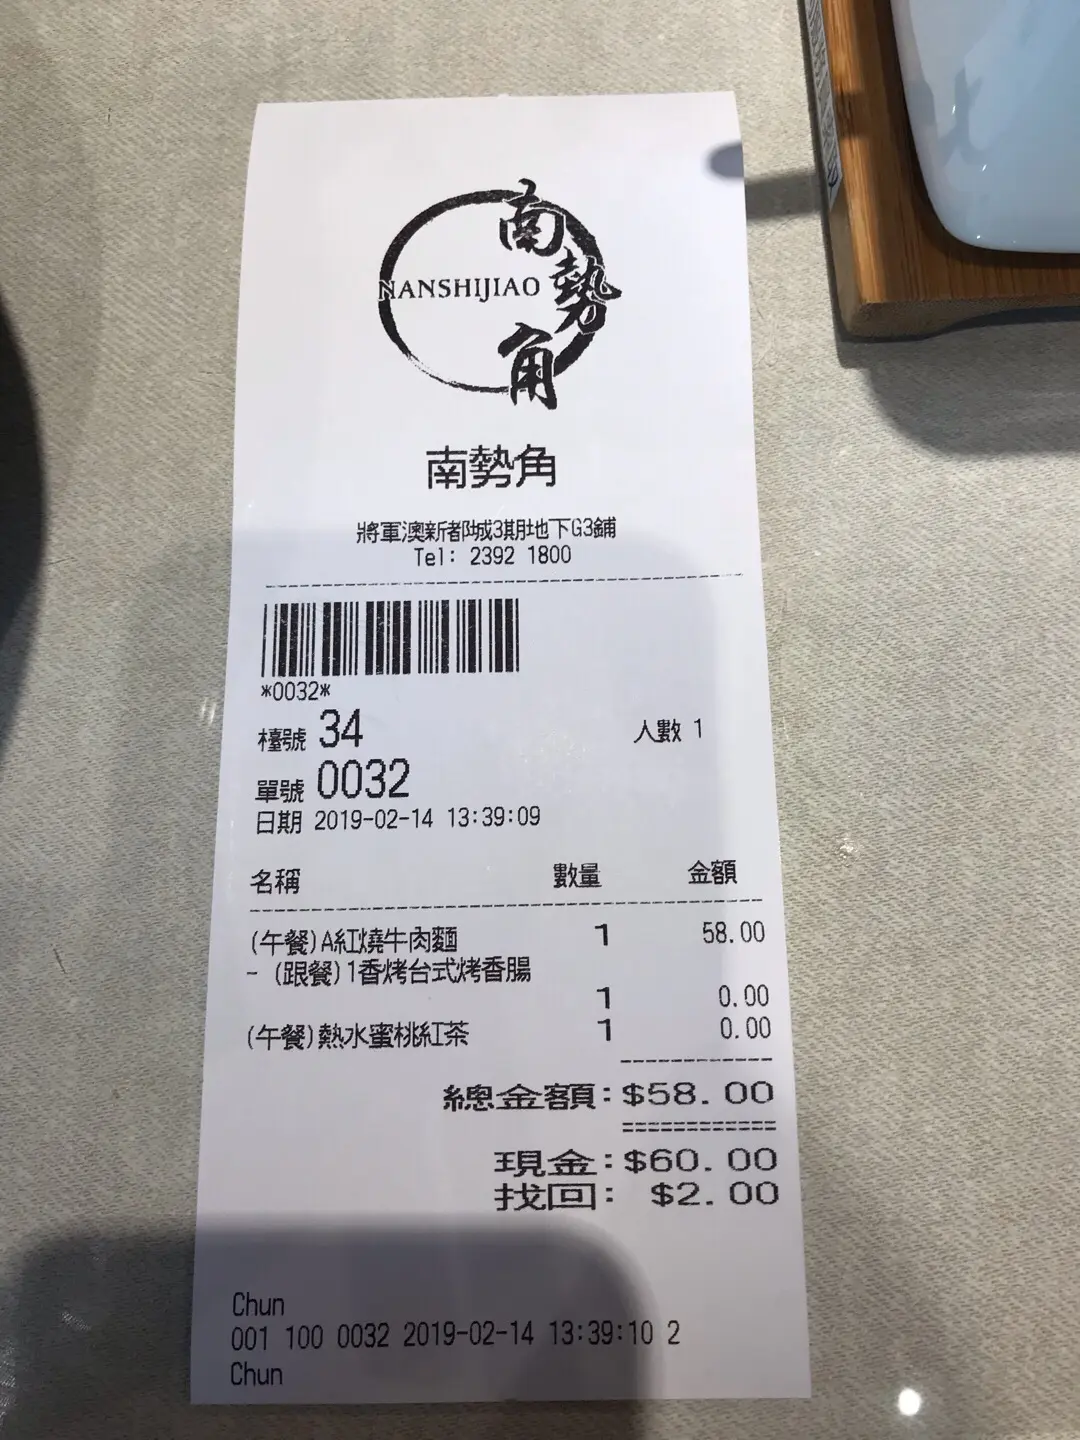 南勢角
NANSHIJIAO
南勢角
將軍澳新都城3期地下G3鋪
Tel: 2392 1800
*0032*
檯號 34 人數 1
單號 0032
日期 2019-02-14 13:39:09
名稱 數量 金額
(午餐)A紅燒牛肉麵 1 58.00
- (跟餐)1香烤台式烤香腸
1 0.00
(午餐)熱水蜜桃紅茶 1 0.00
總金額:$58.00
現金:$60.00
找回: $2.00
Chun
001 100 0032 2019-02-14 13:39:10 2
Chun